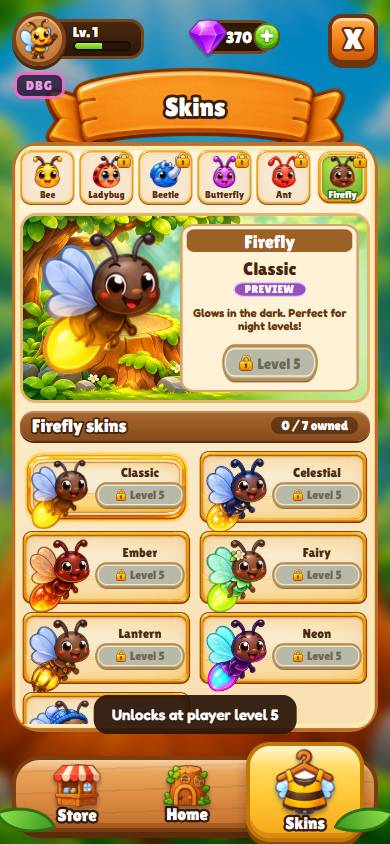 Lv. 1
370
X
DBG
Skins
Bee
Ladybug
Beetle
Butterfly
Ant
Firefly
Firefly
Classic
PREVIEW
Glows in the dark. Perfect for
night levels!
Level 5
Firefly skins
0 / 7 owned
Classic
Level 5
Celestial
Level 5
Ember
Level 5
Fairy
Level 5
Lantern
Level 5
Neon
Level 5
Unlocks at player level 5
Store
Home
Skins